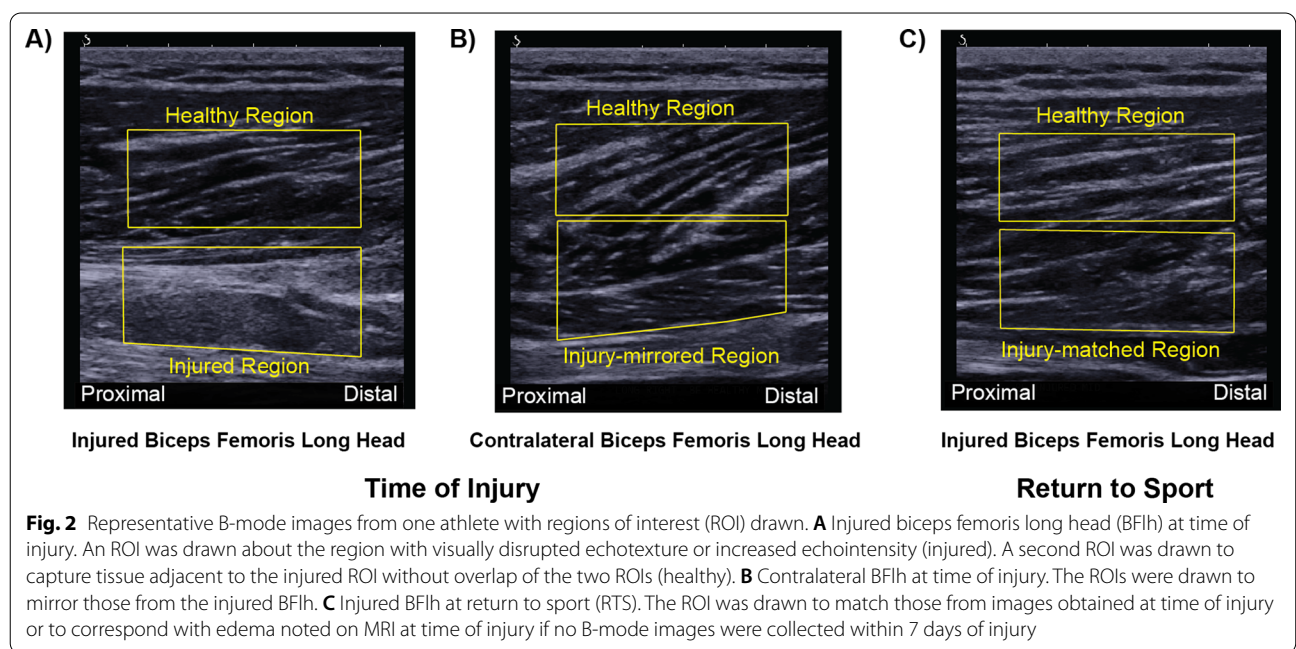 A)
B)
C)
Healthy Region
Healthy Region
Healthy Region
Injured Region
Injury-mirrored Region
Injury-matched Region
Proximal Distal
Proximal Distal
Proximal Distal
Injured Biceps Femoris Long Head
Contralateral Biceps Femoris Long Head
Injured Biceps Femoris Long Head
Time of Injury
Return to Sport
Fig. 2 Representative B-mode images from one athlete with regions of interest (ROI) drawn. A Injured biceps femoris long head (BFlh) at time of
injury. An ROI was drawn about the region with visually disrupted echotexture or increased echointensity (injured). A second ROI was drawn to
capture tissue adjacent to the injured ROI without overlap of the two ROIs (healthy). B Contralateral BFlh at time of injury. The ROIs were drawn to
mirror those from the injured BFlh. C Injured BFlh at return to sport (RTS). The ROI was drawn to match those from images obtained at time of injury
or to correspond with edema noted on MRI at time of injury if no B-mode images were collected within 7 days of injury